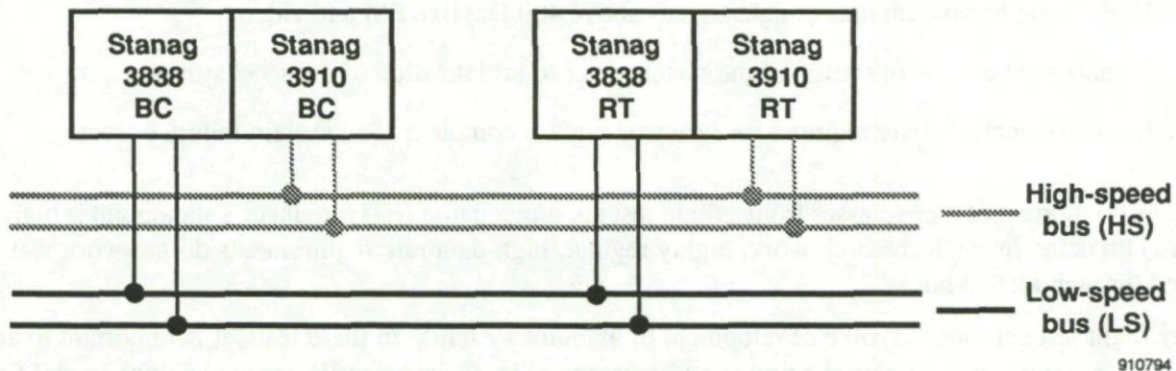 Stanag 3838 BC
Stanag 3910 BC
Stanag 3838 RT
Stanag 3910 RT
High-speed bus (HS)
Low-speed bus (LS)
910794